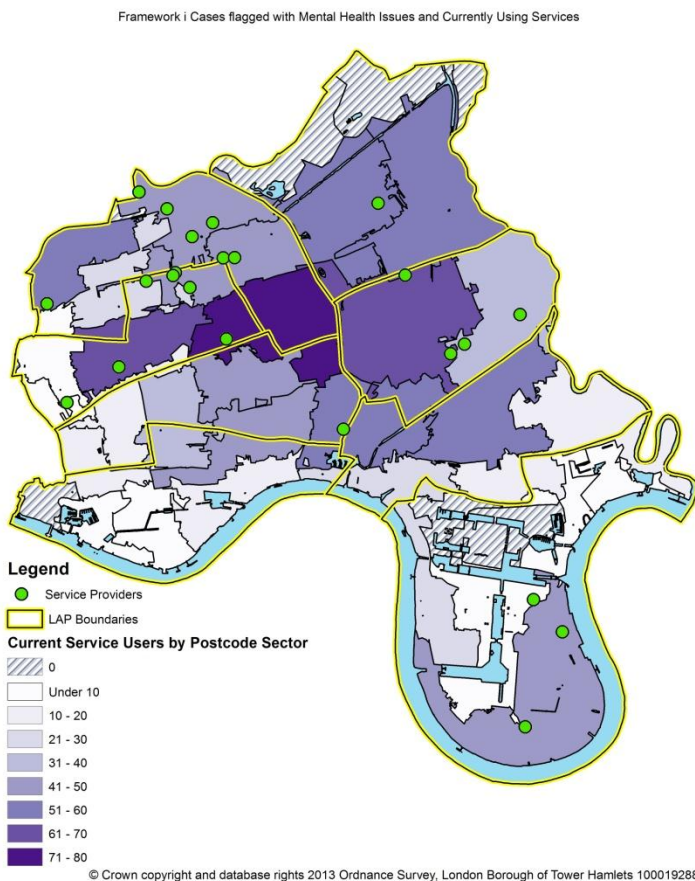 Framework i Cases flagged with Mental Health Issues and Currently Using Services
Legend
Service Providers
LAP Boundaries
Current Service Users by Postcode Sector
0
Under 10
10 - 20
21 - 30
31 - 40
41 - 50
51 - 60
61 - 70
71 - 80
© Crown copyright and database rights 2013 Ordnance Survey, London Borough of Tower Hamlets 100019288